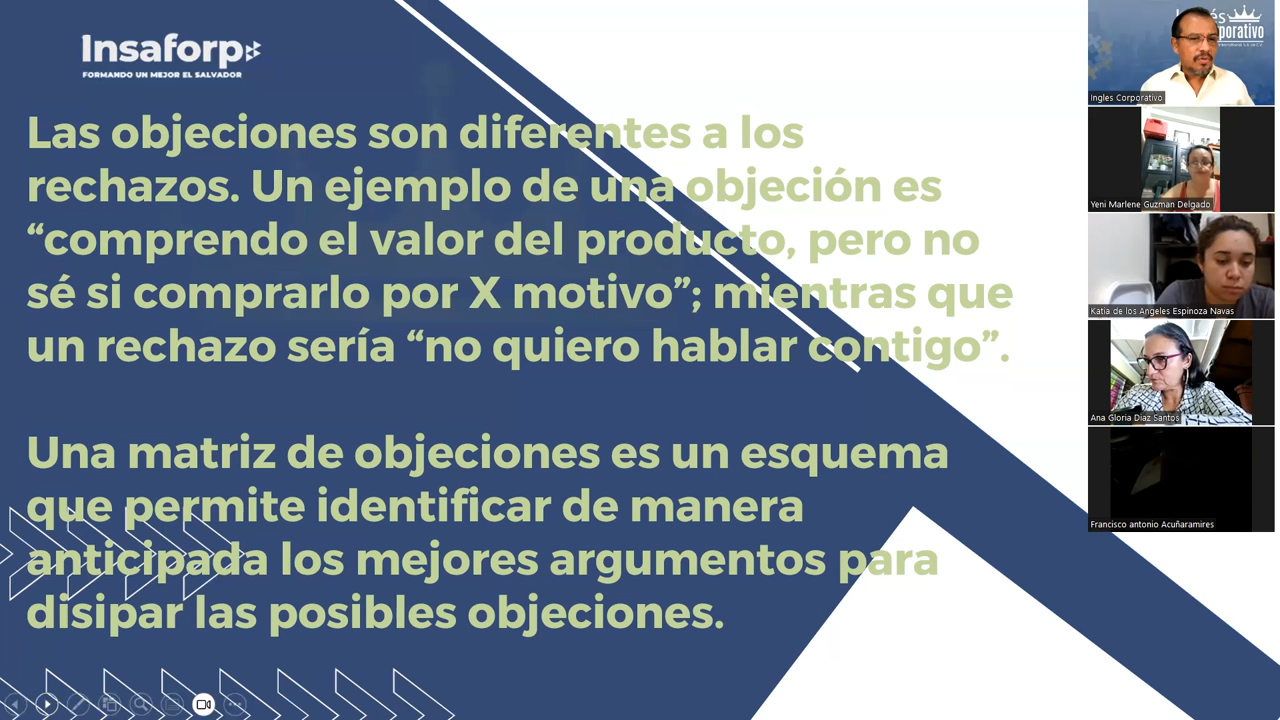 Insaforp
FORMANDO UN MEJOR EL SALVADOR
Las objeciones son diferentes a los
rechazos. Un ejemplo de una objeción es
“comprendo el valor del producto, pero no
sé si comprarlo por X motivo”; mientras que
un rechazo sería “no quiero hablar contigo”.
Una matriz de objeciones es un esquema
que permite identificar de manera
anticipada los mejores argumentos para
disipar las posibles objeciones.
Ingles Corporativo
Yeni Marlene Guzman Delgado
Katia de los Angeles Espinoza Navas
Ana Gloria Díaz Santos
Francisco antonio Acuñaramires